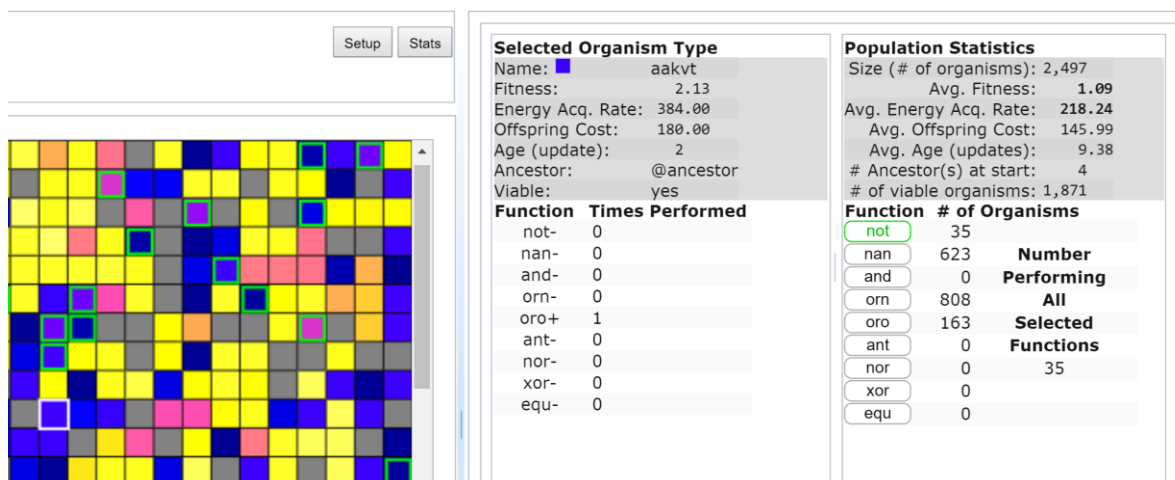 Setup Stats
Selected Organism Type
Name: aakvt
Fitness: 2.13
Energy Acq. Rate: 384.00
Offspring Cost: 180.00
Age (update): 2
Ancestor: @ancestor
Viable: yes
Function Times Performed
not- 0
nan- 0
and- 0
orn- 0
oro+ 1
ant- 0
nor- 0
xor- 0
equ- 0
Population Statistics
Size (# of organisms): 2,497
Avg. Fitness: 1.09
Avg. Energy Acq. Rate: 218.24
Avg. Offspring Cost: 145.99
Avg. Age (updates): 9.38
# Ancestor(s) at start: 4
# of viable organisms: 1,871
Function # of Organisms
not 35
nan 623 Number
and 0 Performing
orn 808 All
oro 163 Selected
ant 0 Functions
nor 0 35
xor 0
equ 0